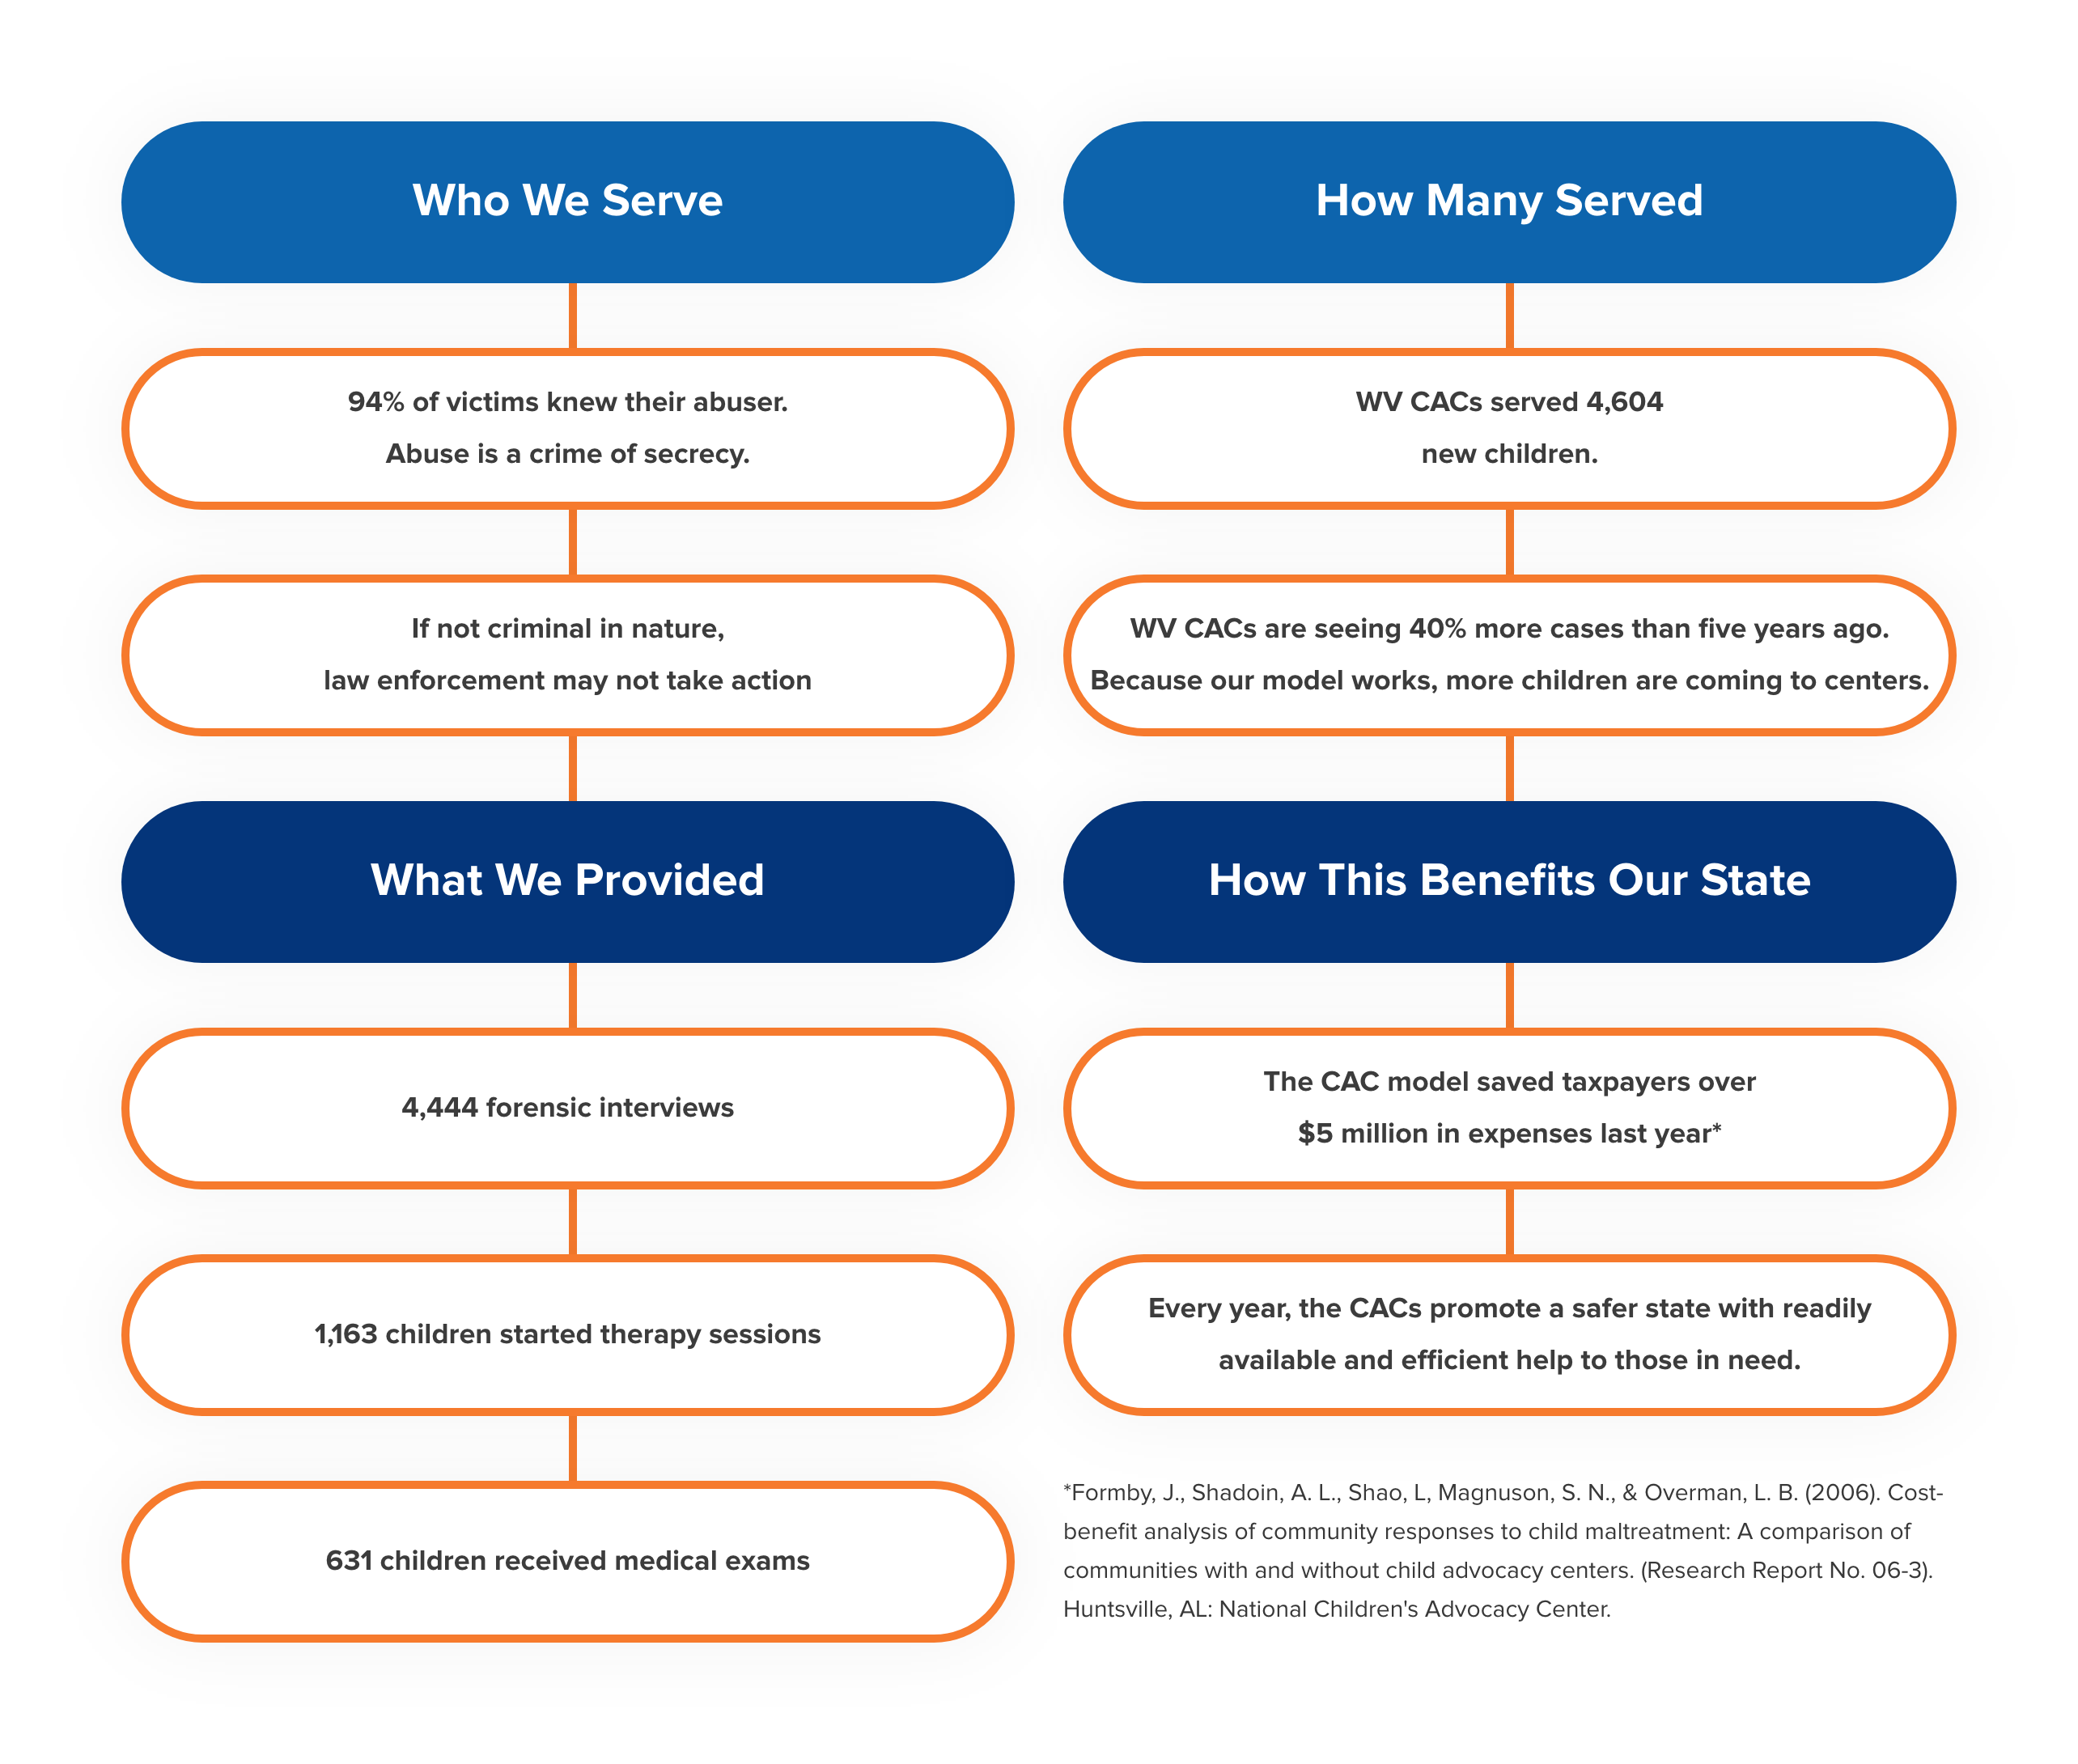 Who We Serve
94% of victims knew their abuser.
Abuse is a crime of secrecy.
If not criminal in nature,
law enforcement may not take action
What We Provided
4,444 forensic interviews
1,163 children started therapy sessions
631 children received medical exams
How Many Served
WV CACs served 4,604
new children.
WV CACs are seeing 40% more cases than five years ago.
Because our model works, more children are coming to centers.
How This Benefits Our State
The CAC model saved taxpayers over
$5 million in expenses last year*
Every year, the CACs promote a safer state with readily
available and efficient help to those in need.
*Formby, J., Shadoin, A. L., Shao, L, Magnuson, S. N., & Overman, L. B. (2006). Cost-
benefit analysis of community responses to child maltreatment: A comparison of
communities with and without child advocacy centers. (Research Report No. 06-3).
Huntsville, AL: National Children's Advocacy Center.